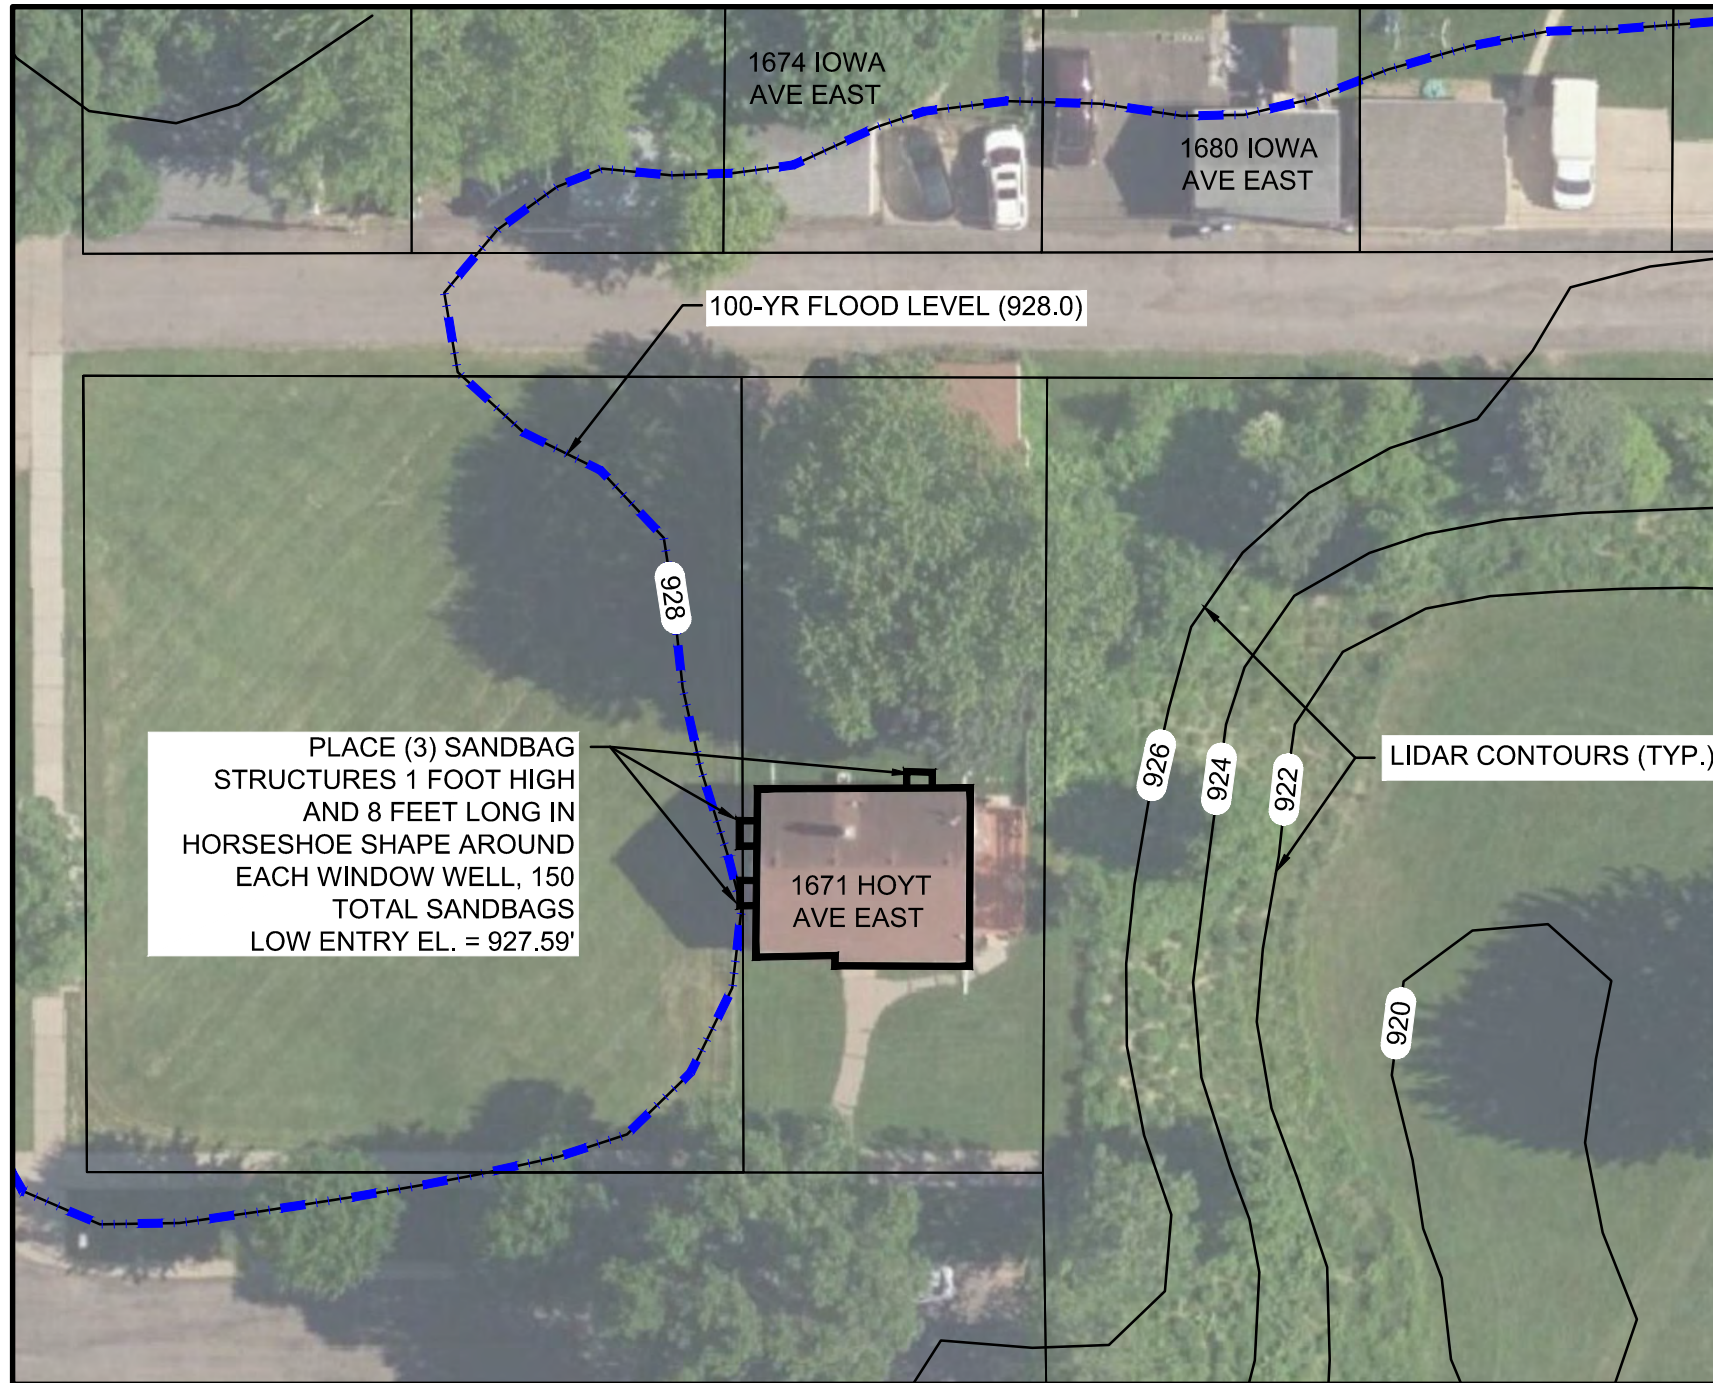 1674 IOWA
AVE EAST
1680 IOWA
AVE EAST
100-YR FLOOD LEVEL (928.0)
928
PLACE (3) SANDBAG
STRUCTURES 1 FOOT HIGH
AND 8 FEET LONG IN
HORSESHOE SHAPE AROUND
EACH WINDOW WELL, 150
TOTAL SANDBAGS
LOW ENTRY EL. = 927.59'
1671 HOYT
AVE EAST
926
924
922
LIDAR CONTOURS (TYP.)
920